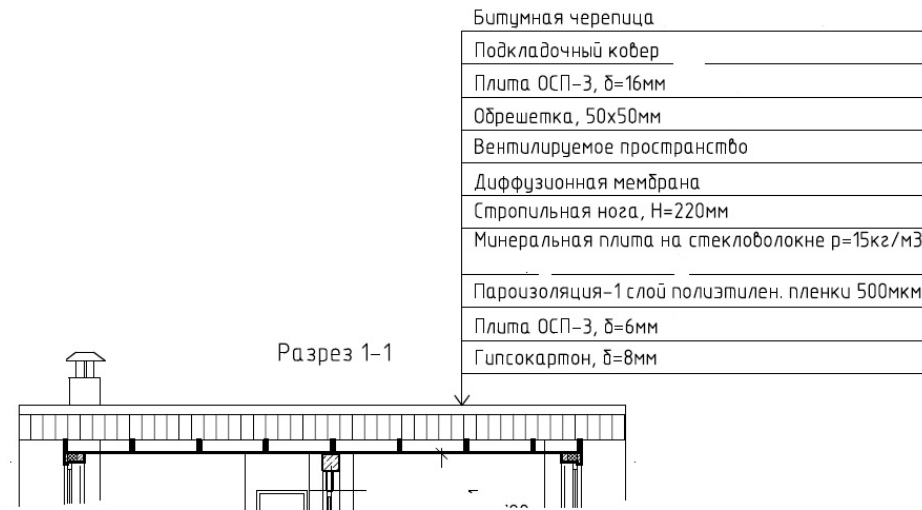 Битумная черепица
Подкладочный ковер
Плита ОСП-3, δ=16мм
Обрешетка, 50х50мм
Вентилируемое пространство
Диффузионная мембрана
Стропильная нога, Н=220мм
Минеральная плита на стекловолокне р=15кг/м3
Пароизоляция-1 слой полиэтилен. пленки 500мкм
Плита ОСП-3, δ=6мм
Гипсокартон, δ=8мм
Разрез 1-1